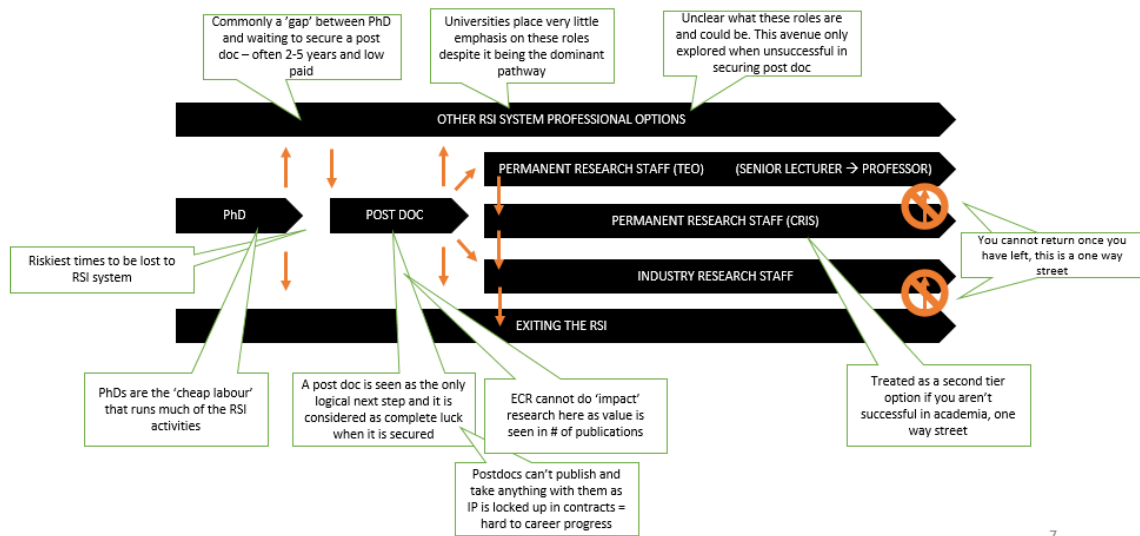 Commonly a 'gap' between PhD
and waiting to secure a post
doc – often 2-5 years and low
paid
Universities place very little
emphasis on these roles
despite it being the dominant
pathway
Unclear what these roles are
and could be. This avenue only
explored when unsuccessful in
securing post doc
OTHER RSI SYSTEM PROFESSIONAL OPTIONS
PERMANENT RESEARCH STAFF (TEO) (SENIOR LECTURER → PROFESSOR)
PhD
POST DOC
PERMANENT RESEARCH STAFF (CRIS)
Riskiest times to be lost to
RSI system
You cannot return once you
have left, this is a one way
street
INDUSTRY RESEARCH STAFF
EXITING THE RSI
PhDs are the 'cheap labour'
that runs much of the RSI
activities
A post doc is seen as the only
logical next step and it is
considered as complete luck
when it is secured
ECR cannot do 'impact'
research here as value is
seen in # of publications
Treated as a second tier
option if you aren't
successful in academia, one
way street
Postdocs can't publish and
take anything with them as
IP is locked up in contracts =
hard to career progress
7